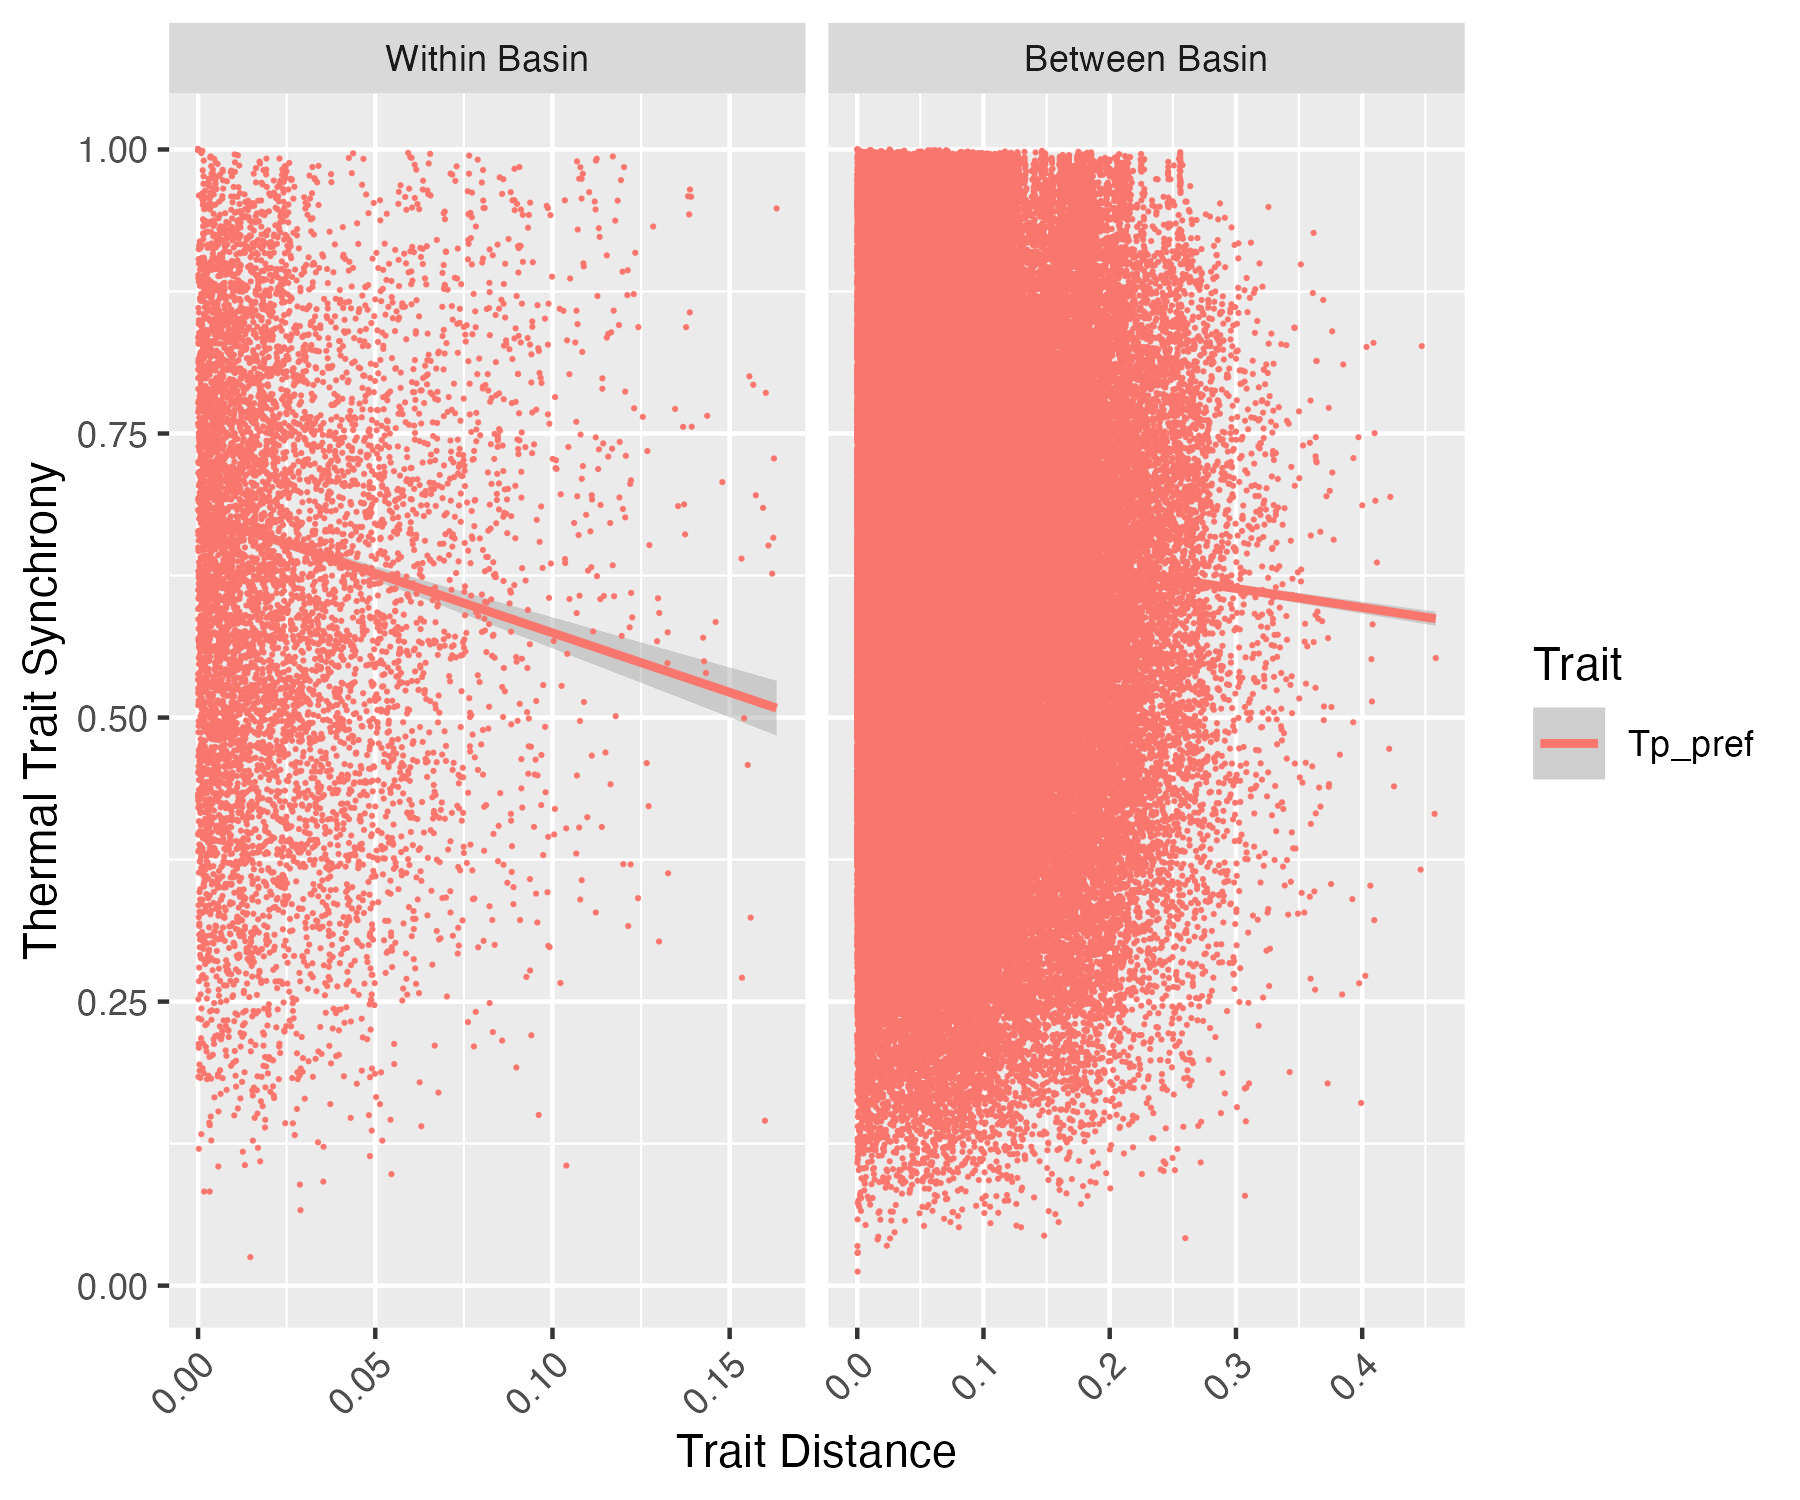 Within Basin
Between Basin
Thermal Trait Synchrony
1.00
0.75
0.50
0.25
0.00
0.00
0.05
0.10
0.15
0.0
0.1
0.2
0.3
0.4
Trait Distance
Trait
Tp_pref